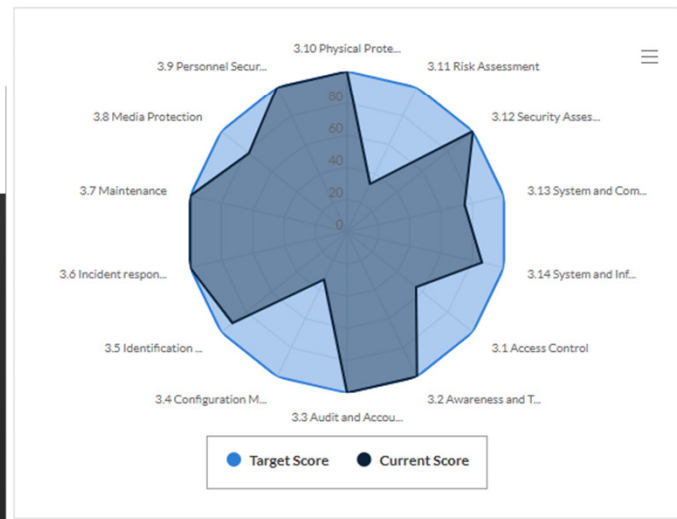 3.10 Physical Prote...
3.9 Personnel Secur...
3.11 Risk Assessment
3.8 Media Protection
3.12 Security Asses...
3.7 Maintenance
3.13 System and Com...
3.6 Incident respon...
3.14 System and Inf...
3.5 Identification ...
3.1 Access Control
3.4 Configuration M...
3.2 Awareness and T...
3.3 Audit and Accou...
80
60
40
20
0
Target Score
Current Score